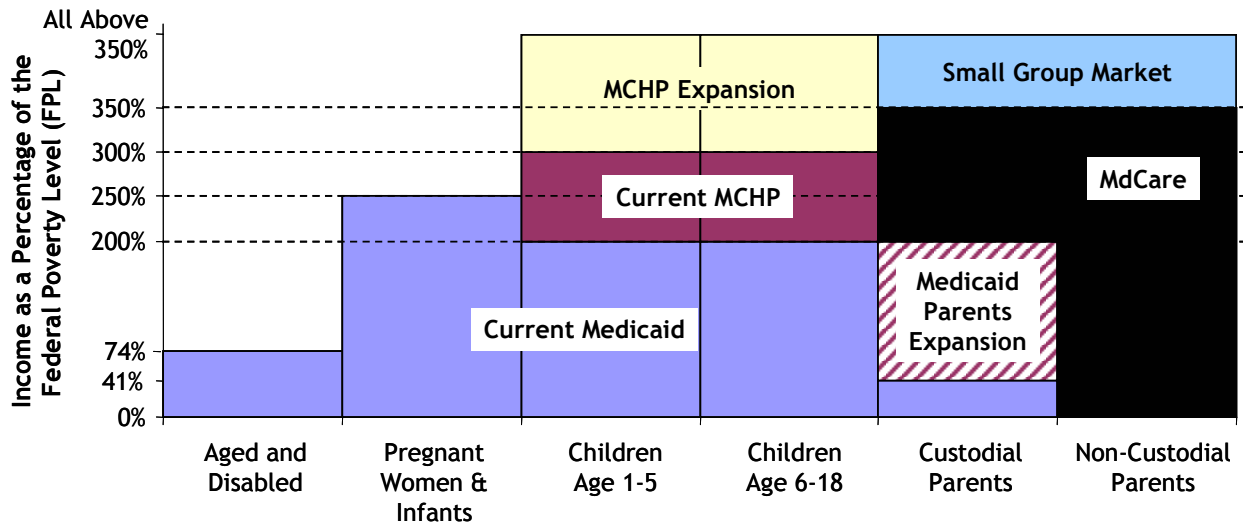 All Above
350%
350%
300%
250%
200%
74%
41%
0%
Income as a Percentage of the
Federal Poverty Level (FPL)
MCHP Expansion
Small Group Market
Current MCHP
MdCare
Current Medicaid
Medicaid
Parents
Expansion
Aged and
Disabled
Pregnant
Women &
Infants
Children
Age 1-5
Children
Age 6-18
Custodial
Parents
Non-Custodial
Parents